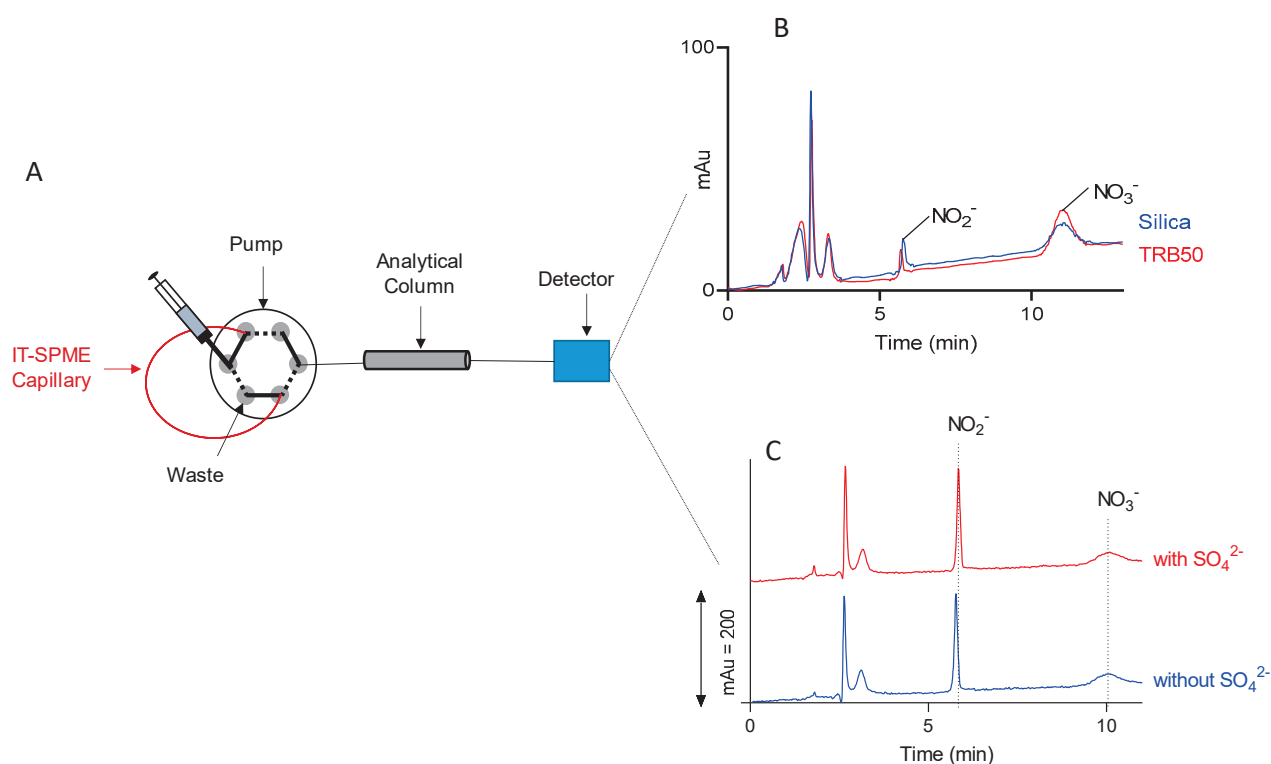 A
Pump
Analytical
Column
Detector
IT-SPME
Capillary
Waste
B
100
mAu
0
NO₂⁻
NO₃⁻
Silica
TRB50
0
5
10
Time (min)
C
NO₂⁻
NO₃⁻
with SO₄²⁻
without SO₄²⁻
mAu = 200
0
5
10
Time (min)